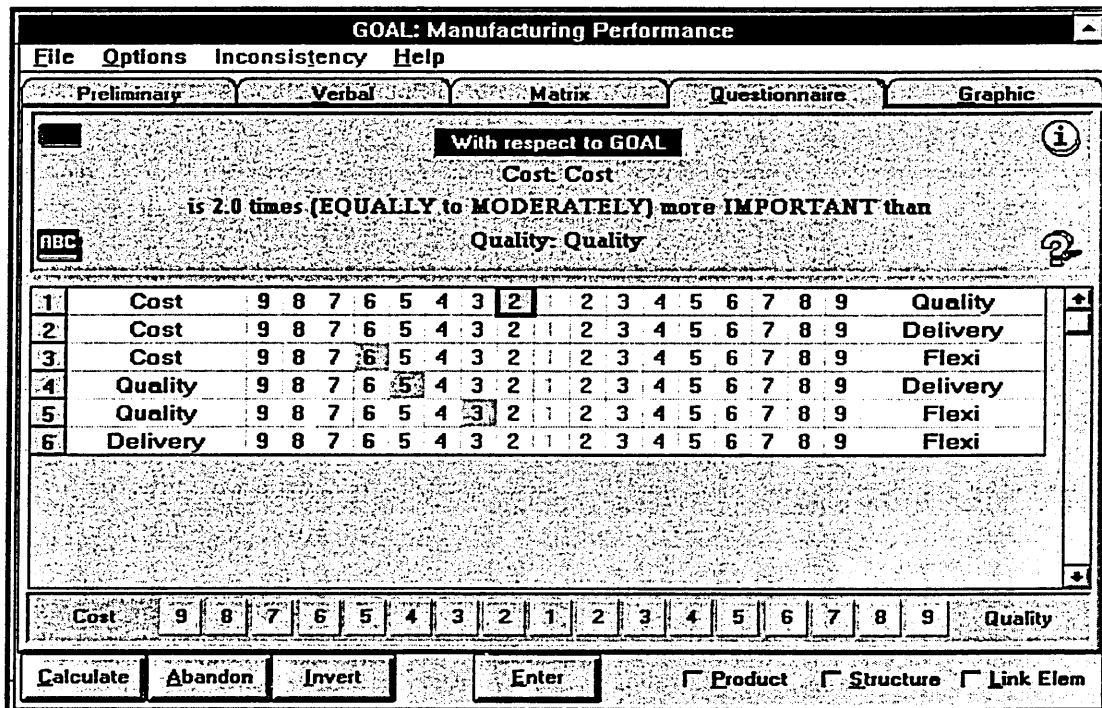 GOAL: Manufacturing Performance
File Options Inconsistency Help
Preliminary Verbal Matrix Questionnaire Graphic
With respect to GOAL
i
Cost: Cost
is 2.0 times (EQUALLY to MODERATELY) more IMPORTANT than
ABC Quality: Quality ?
1 Cost 9 8 7 6 5 4 3 2 1 2 3 4 5 6 7 8 9 Quality
2 Cost 9 8 7 6 5 4 3 2 1 2 3 4 5 6 7 8 9 Delivery
3 Cost 9 8 7 6 5 4 3 2 1 2 3 4 5 6 7 8 9 Flexi
4 Quality 9 8 7 6 5 4 3 2 1 2 3 4 5 6 7 8 9 Delivery
5 Quality 9 8 7 6 5 4 3 2 1 2 3 4 5 6 7 8 9 Flexi
6 Delivery 9 8 7 6 5 4 3 2 1 2 3 4 5 6 7 8 9 Flexi
Cost 9 8 7 6 5 4 3 2 1 2 3 4 5 6 7 8 9 Quality
Calculate Abandon Invert Enter Product Structure Link Elem